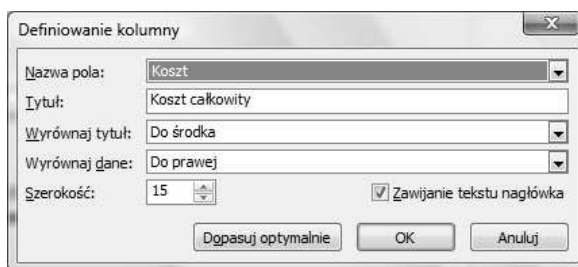 Definiowanie kolumny
Nazwa pola: Koszt
Tytuł: Koszt całkowity
Wyrównaj tytuł: Do środka
Wyrównaj dane: Do prawej
Szerokość: 15 Zawijanie tekstu nagłówka
Dopasuj optymalnie OK Anuluj